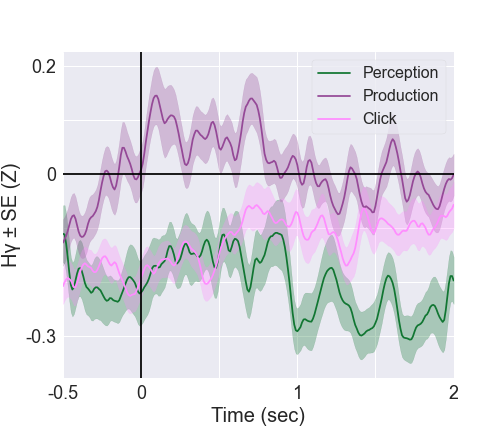 0.2
0
-0.3
Hγ ± SE (Z)
Perception
Production
Click
-0.5
0
1
2
Time (sec)